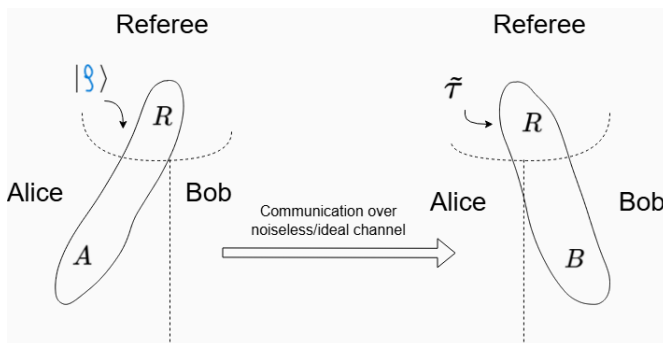 Referee
R
Alice
Bob
A
Communication over
noiseless/ideal channel
Referee
τ̃
R
Alice
Bob
B